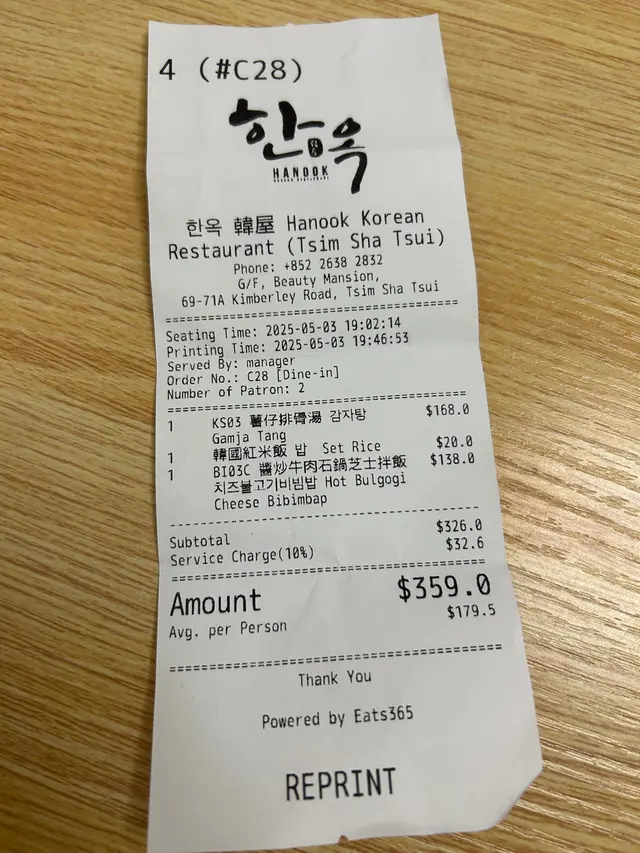 4 (#C28)
한옥
HANOOK
한옥 韓屋 Hanook Korean
Restaurant (Tsim Sha Tsui)
Phone: +852 2638 2832
G/F, Beauty Mansion,
69-71A Kimberley Road, Tsim Sha Tsui
Seating Time: 2025-05-03 19:02:14
Printing Time: 2025-05-03 19:46:53
Served By: manager
Order No.: C28 [Dine-in]
Number of Patron: 2
1 KS03 薯仔排骨湯 감자탕 $168.0
Gamja Tang
1 韓國紅米飯 밥 Set Rice $20.0
1 BI03C 醬炒牛肉石鍋芝士拌飯 $138.0
치즈불고기비빔밥 Hot Bulgogi
Cheese Bibimbap
Subtotal $326.0
Service Charge(10%) $32.6
Amount $359.0
Avg. per Person $179.5
Thank You
Powered by Eats365
REPRINT